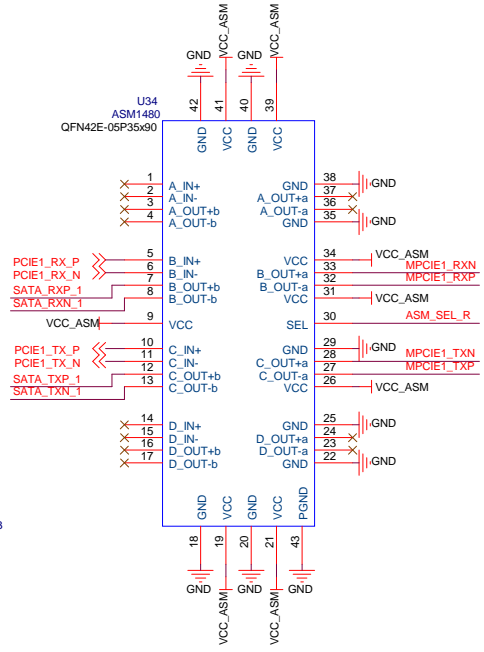 VCC_ASM VCC_ASM
GND GND
U34
ASM1480
QFN42E-05P35x90
42 41 40 39
GND VCC GND VCC
1 A_IN+ GND 38 GND
2 A_IN- A_OUT+a 37
3 A_OUT+b A_OUT-a 36
4 A_OUT-b GND 35 GND
PCIE1_RX_P 5 B_IN+ VCC 34 VCC_ASM
PCIE1_RX_N 6 B_IN- B_OUT+a 33 MPCIE1_RXN
SATA_RXP_1 7 B_OUT+b B_OUT-a 32 MPCIE1_RXP
SATA_RXN_1 8 B_OUT-b VCC 31 VCC_ASM
VCC_ASM 9 VCC SEL 30 ASM_SEL_R
PCIE1_TX_P 10 C_IN+ GND 29 GND
PCIE1_TX_N 11 C_IN- C_OUT+a 28 MPCIE1_TXN
SATA_TXP_1 12 C_OUT+b C_OUT-a 27 MPCIE1_TXP
SATA_TXN_1 13 C_OUT-b VCC 26 VCC_ASM
14 D_IN+ GND 25 GND
15 D_IN- D_OUT+a 24
16 D_OUT+b D_OUT-a 23
17 D_OUT-b GND 22 GND
GND VCC GND VCC PGND
18 19 20 21 43
GND GND GND
VCC_ASM VCC_ASM